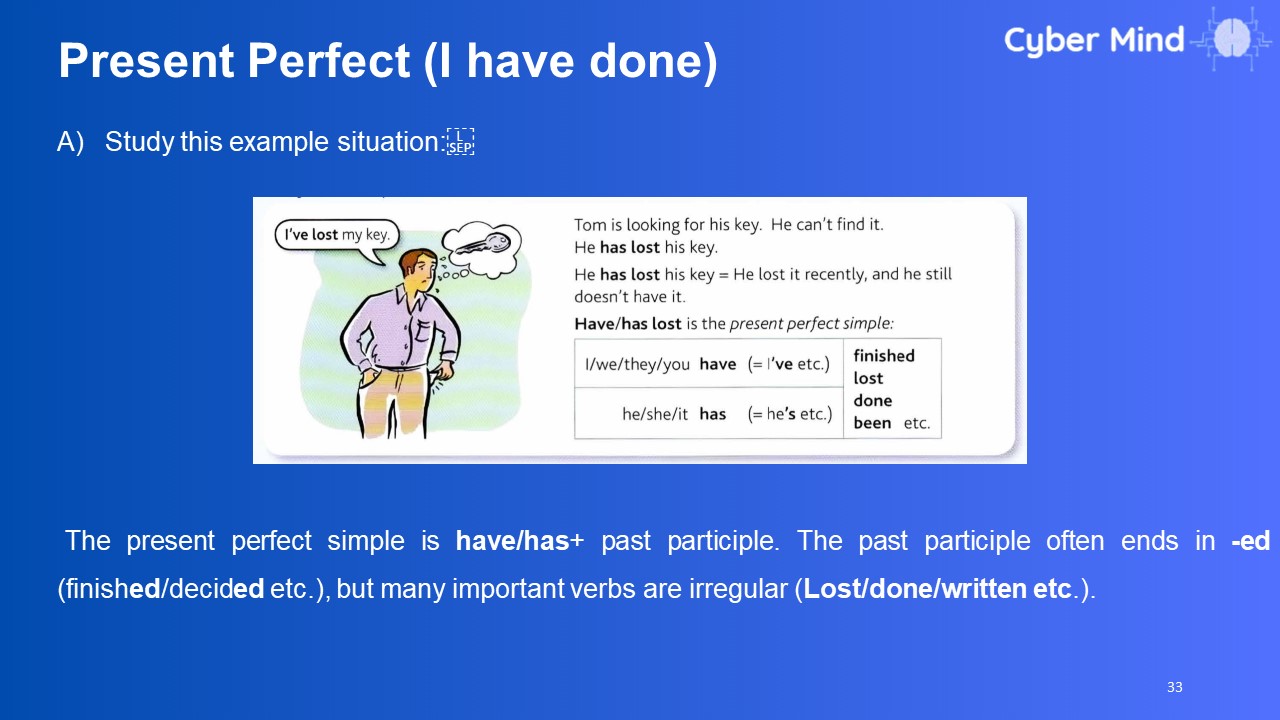 Present Perfect (I have done)
Cyber Mind
A) Study this example situation:
L SEP
I've lost my key.
Tom is looking for his key. He can't find it.
He has lost his key.
He has lost his key = He lost it recently, and he still
doesn't have it.
Have/has lost is the present perfect simple:
I/we/they/you have (= I've etc.)
he/she/it has (= he's etc.)
finished
lost
done
been etc.
The present perfect simple is have/has+ past participle. The past participle often ends in -ed
(finished/decided etc.), but many important verbs are irregular (Lost/done/written etc.).
33